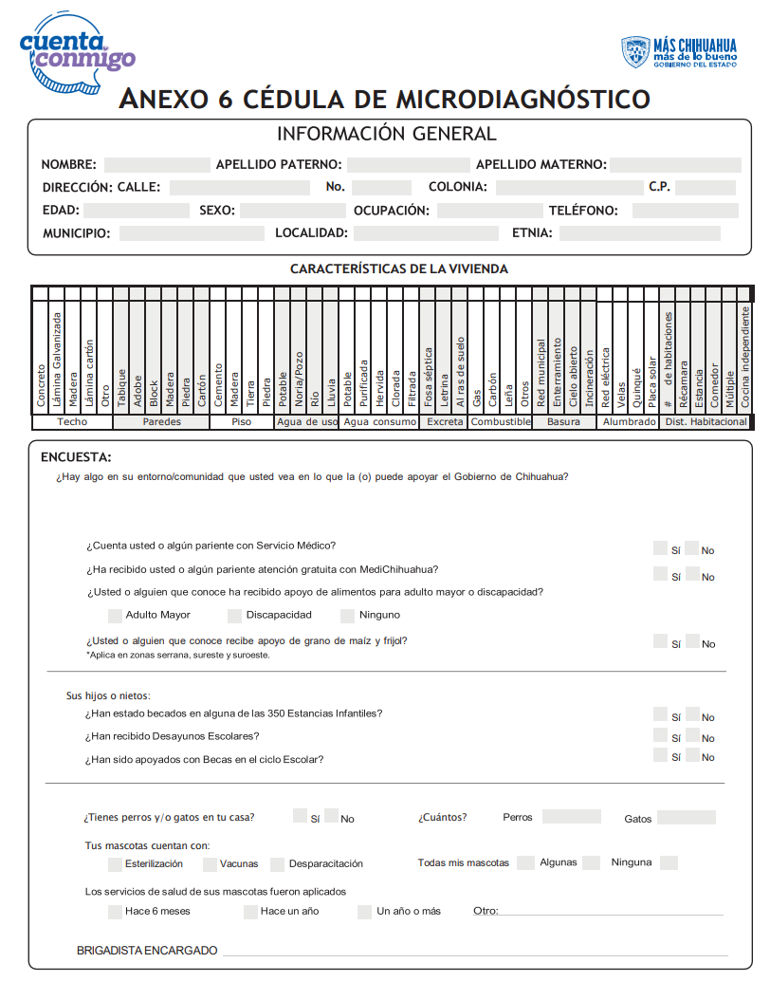 cuenta
conmigo
MÁS CHIHUAHUA
más de lo bueno
GOBIERNO DEL ESTADO
ANEXO 6 CÉDULA DE MICRODIAGNÓSTICO
INFORMACIÓN GENERAL
NOMBRE: APELLIDO PATERNO: APELLIDO MATERNO:
DIRECCIÓN: CALLE: No. COLONIA: C.P.
EDAD: SEXO: OCUPACIÓN: TELÉFONO:
MUNICIPIO: LOCALIDAD: ETNIA:
CARACTERÍSTICAS DE LA VIVIENDA
Concreto
Lámina Galvanizada
Madera
Lámina cartón
Otro
Tabique
Adobe
Block
Madera
Piedra
Cartón
Cemento
Madera
Tierra
Piedra
Potable
Noria/Pozo
Río
Lluvia
Potable
Purificada
Hervida
Clorada
Filtrada
Fosa séptica
Letrina
Al ras de suelo
Gas
Carbón
Leña
Otros
Red municipal
Enterramiento
Cielo abierto
Incineración
Red eléctrica
Velas
Quinqué
Placa solar
# de habitaciones
Récamara
Estancia
Comedor
Múltiple
Cocina independiente
Techo Paredes Piso Agua de uso Agua consumo Excreta Combustible Basura Alumbrado Dist. Habitacional
ENCUESTA:
¿Hay algo en su entorno/comunidad que usted vea en lo que la (o) puede apoyar el Gobierno de Chihuahua?
¿Cuenta usted o algún pariente con Servicio Médico? Sí No
¿Ha recibido usted o algún pariente atención gratuita con MediChihuahua? Sí No
¿Usted o alguien que conoce ha recibido apoyo de alimentos para adulto mayor o discapacidad?
Adulto Mayor Discapacidad Ninguno
¿Usted o alguien que conoce recibe apoyo de grano de maíz y frijol? Sí No
*Aplica en zonas serrana, sureste y suroeste.
Sus hijos o nietos:
¿Han estado becados en alguna de las 350 Estancias Infantiles? Sí No
¿Han recibido Desayunos Escolares? Sí No
¿Han sido apoyados con Becas en el ciclo Escolar? Sí No
¿Tienes perros y/o gatos en tu casa? Sí No ¿Cuántos? Perros Gatos
Tus mascotas cuentan con:
Esterilización Vacunas Desparacitación Todas mis mascotas Algunas Ninguna
Los servicios de salud de sus mascotas fueron aplicados
Hace 6 meses Hace un año Un año o más Otro:
BRIGADISTA ENCARGADO